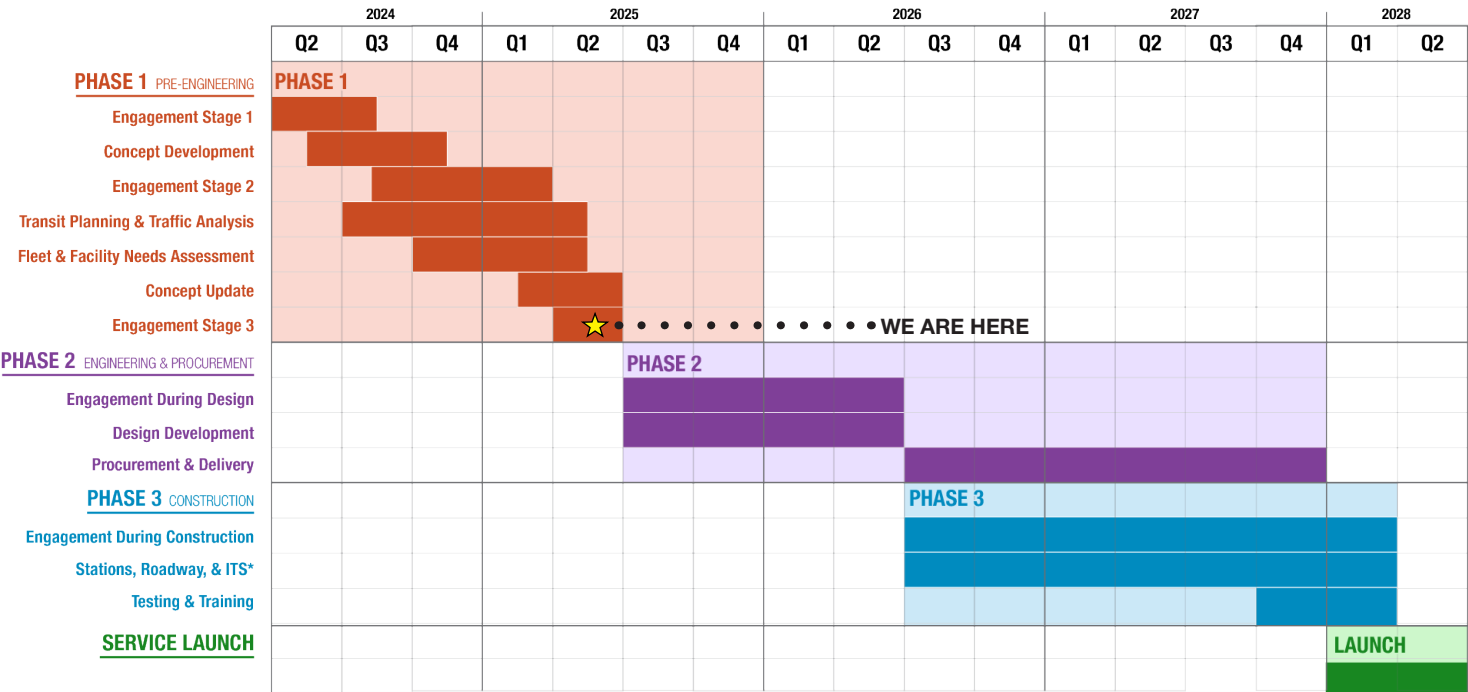 2024 2025 2026 2027 2028
Q2 Q3 Q4 Q1 Q2 Q3 Q4 Q1 Q2 Q3 Q4 Q1 Q2 Q3 Q4 Q1 Q2
PHASE 1 PRE-ENGINEERING PHASE 1
Engagement Stage 1
Concept Development
Engagement Stage 2
Transit Planning & Traffic Analysis
Fleet & Facility Needs Assessment
Concept Update
Engagement Stage 3 WE ARE HERE
PHASE 2 ENGINEERING & PROCUREMENT PHASE 2
Engagement During Design
Design Development
Procurement & Delivery
PHASE 3 CONSTRUCTION PHASE 3
Engagement During Construction
Stations, Roadway, & ITS*
Testing & Training
SERVICE LAUNCH LAUNCH